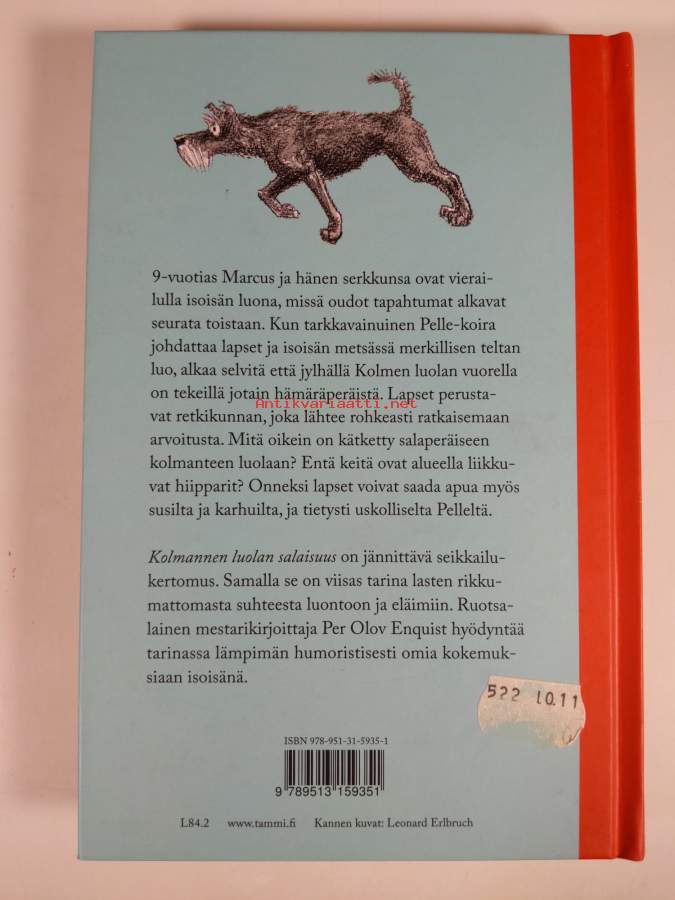 9-vuotias Marcus ja hänen serkkunsa ovat vierai-
lulla isoisän luona, missä oudot tapahtumat alkavat
seurata toistaan. Kun tarkkavainuinen Pelle-koira
johdattaa lapset ja isoisän metsässä merkillisen teltan
luo, alkaa selvitä että jylhällä Kolmen luolan vuorella
on tekeillä jotain hämäräperäistä. Lapset perusta-
Antikvariaatti.net
vat retkikunnan, joka lähtee rohkeasti ratkaisemaan
arvoitusta. Mitä oikein on kätketty salaperäiseen
kolmanteen luolaan? Entä keitä ovat alueella liikku-
vat hiipparit? Onneksi lapset voivat saada apua myös
susilta ja karhuilta, ja tietysti uskolliselta Pelleltä.
Kolmannen luolan salaisuus on jännittävä seikkailu-
kertomus. Samalla se on viisas tarina lasten rikku-
mattomasta suhteesta luontoon ja eläimiin. Ruotsa-
lainen mestarikirjoittaja Per Olov Enquist hyödyntää
tarinassa lämpimän humoristisesti omia kokemuk-
siaan isoisänä.
522 10.11
ISBN 978-951-31-5935-1
9 789513 159351
L84.2 www.tammi.fi Kannen kuvat: Leonard Erlbruch